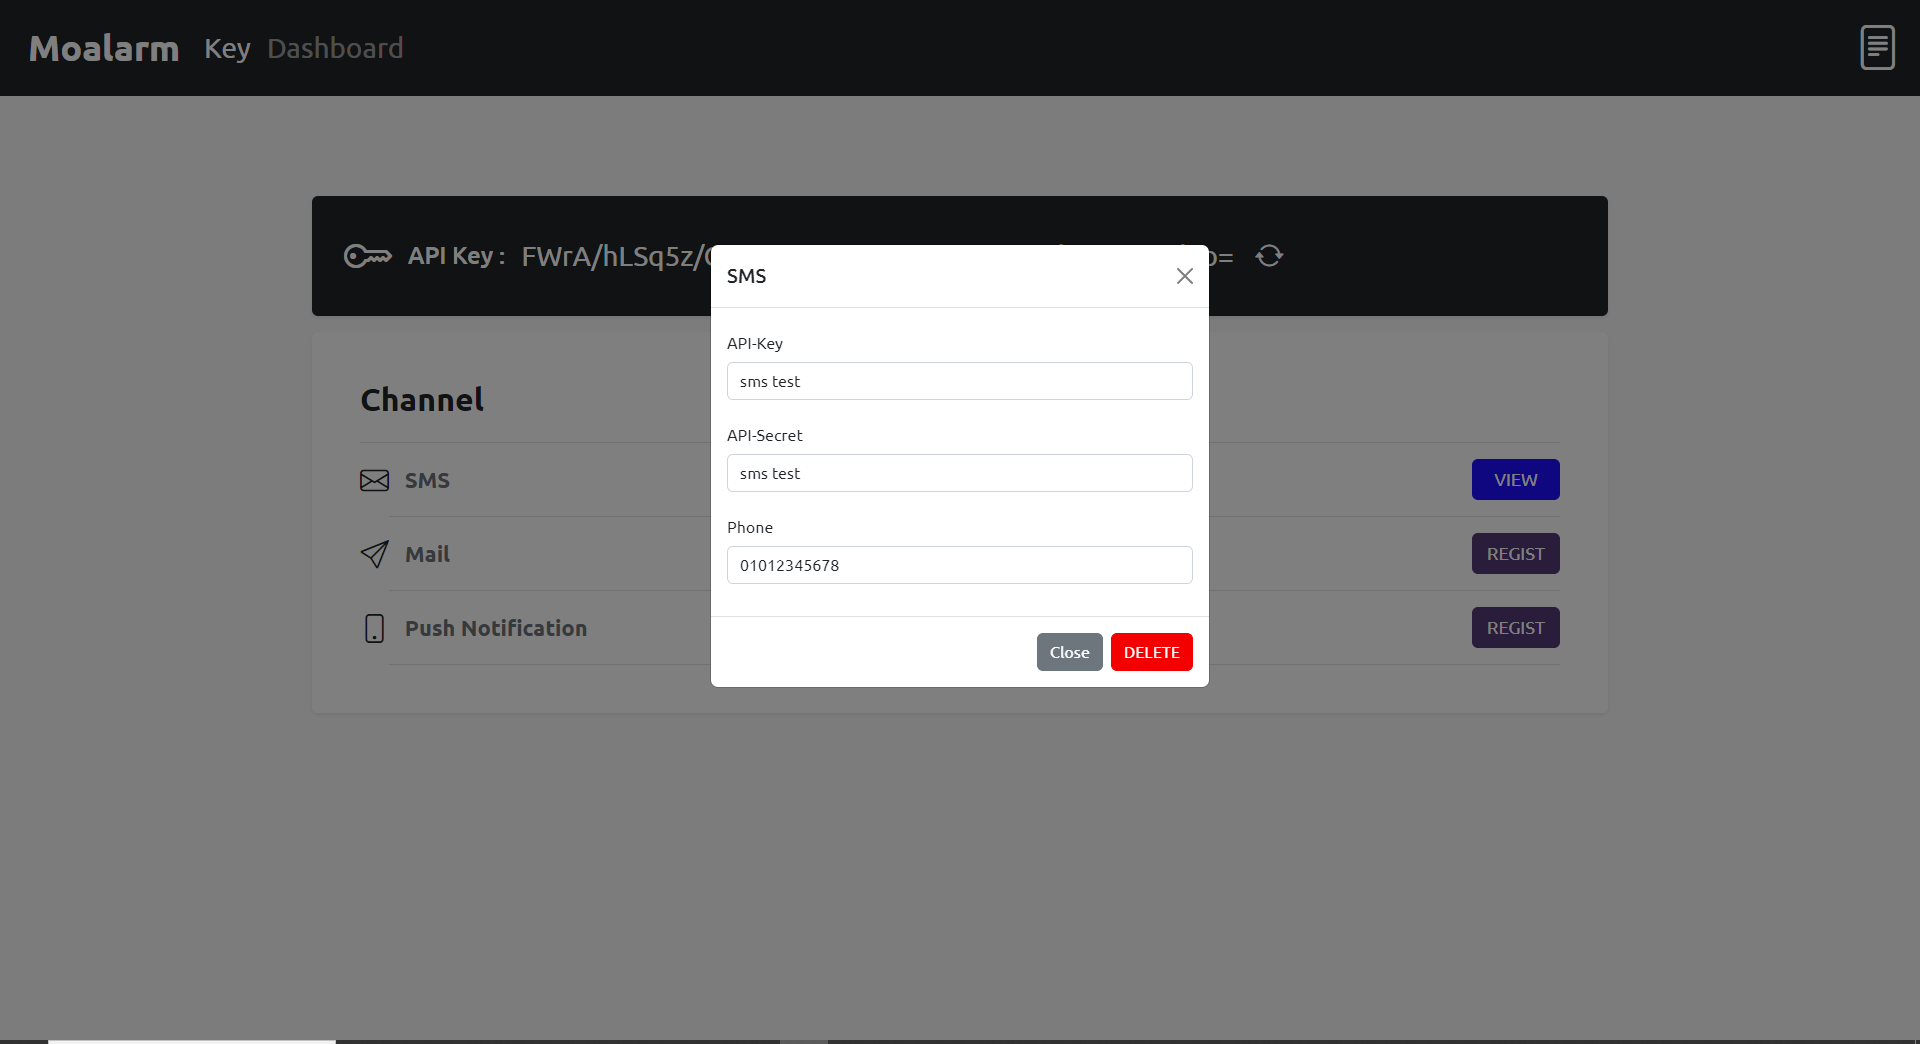 Moalarm Key Dashboard
API Key : FWrA/hLSq5z/
SMS
API-Key
sms test
API-Secret
sms test
Phone
01012345678
Close DELETE
Channel
SMS VIEW
Mail REGIST
Push Notification REGIST